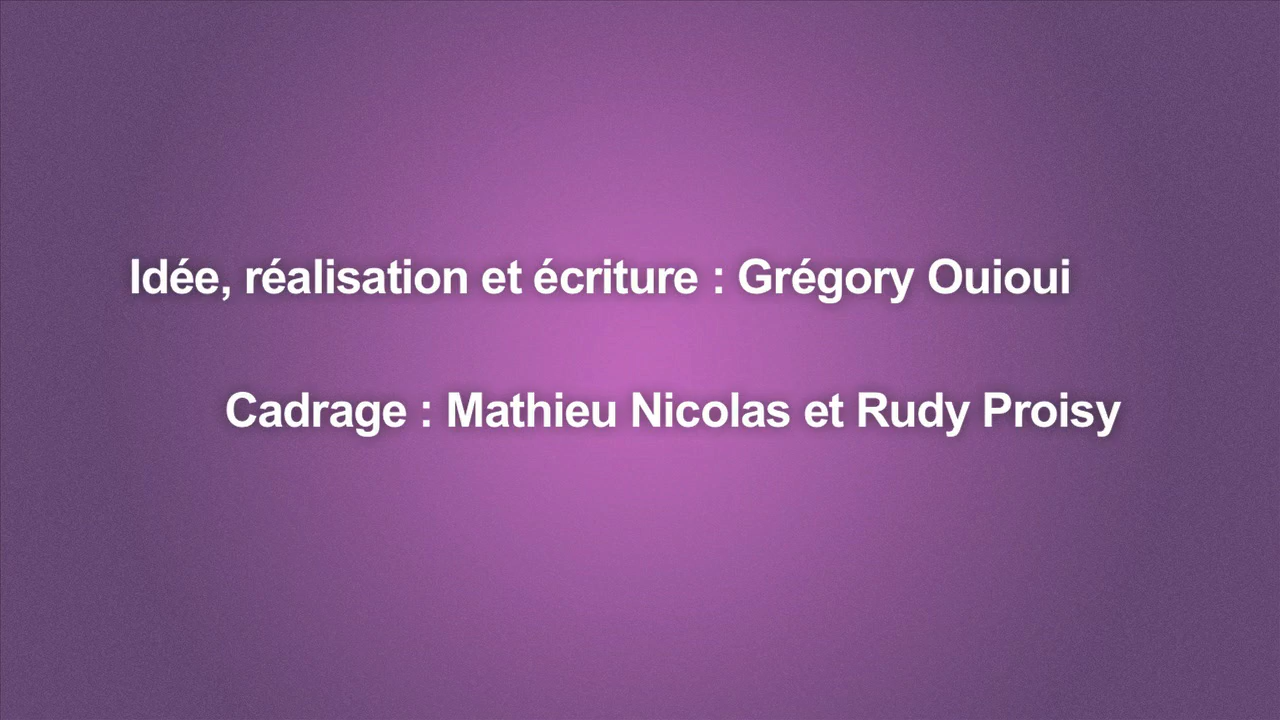 Idée, réalisation et écriture : Grégory Ouioui
Cadrage : Mathieu Nicolas et Rudy Proisy